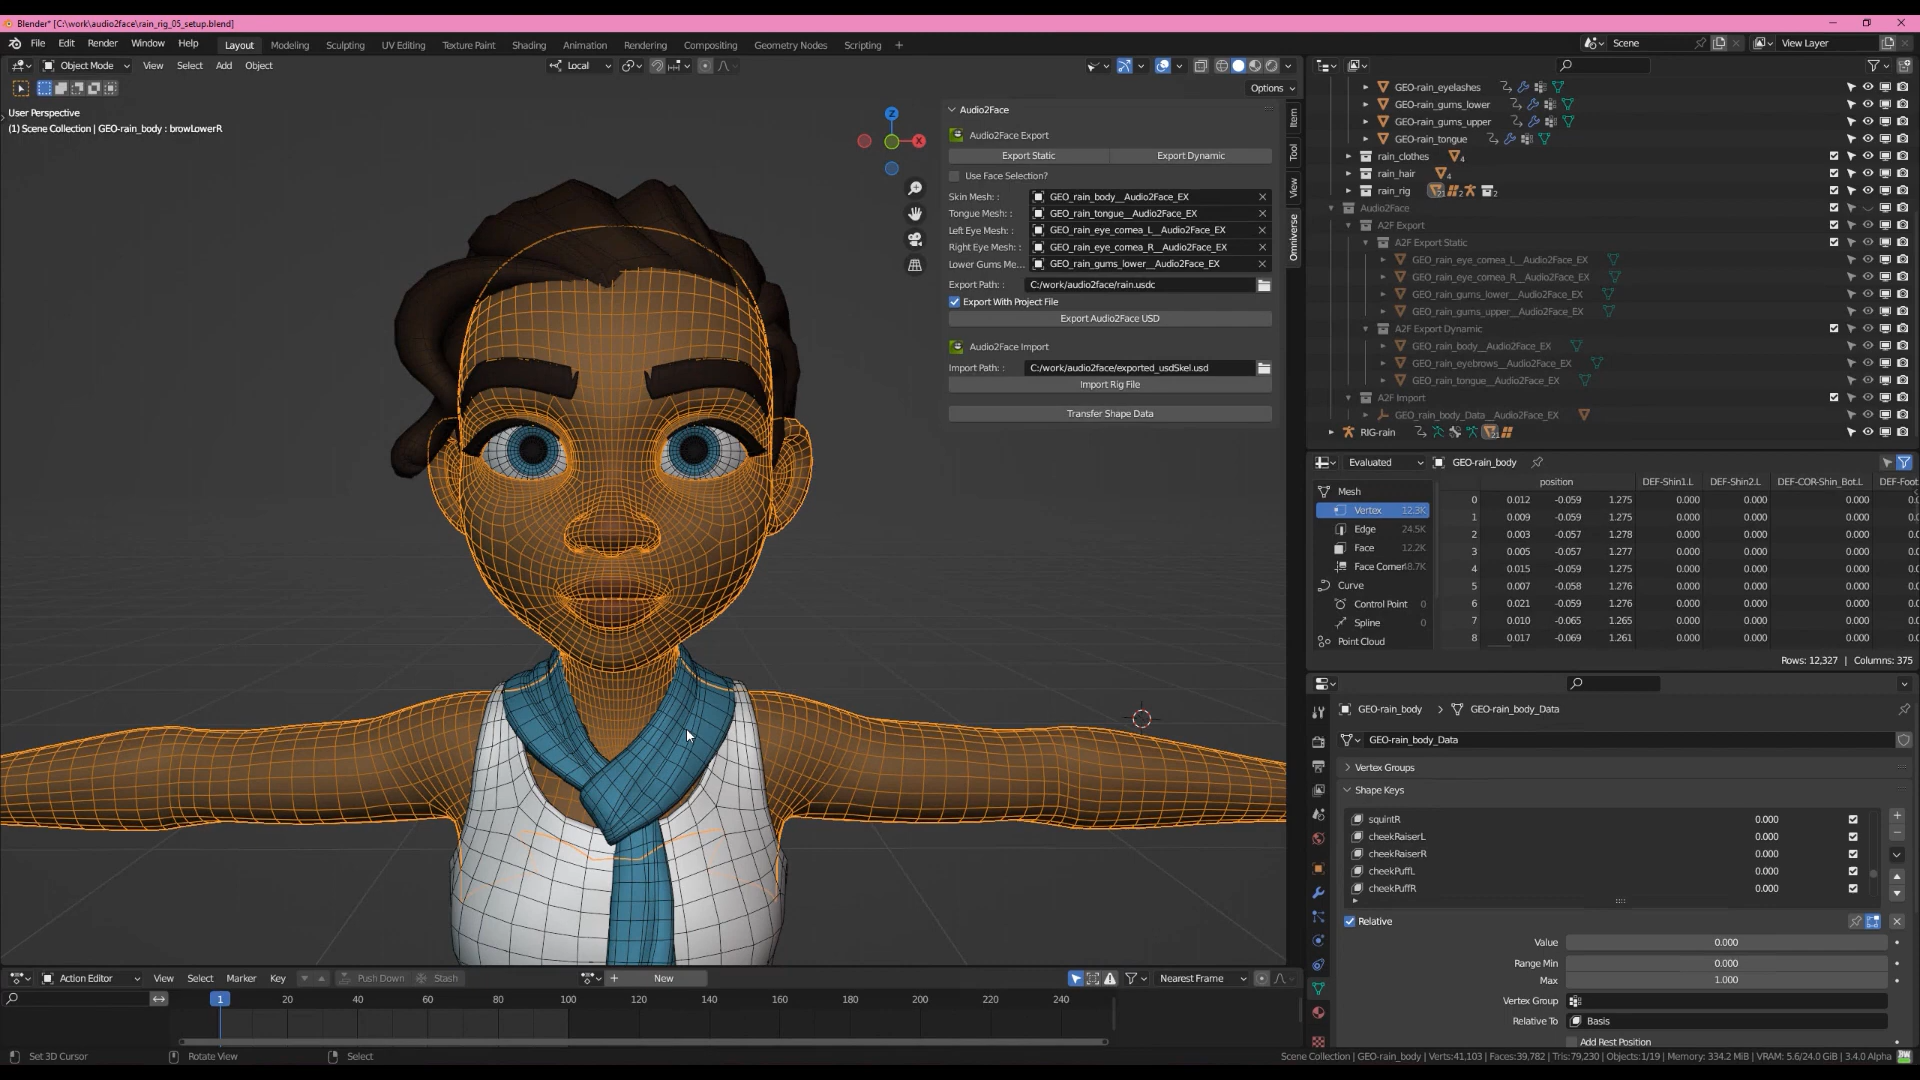 Blender* [C:\work\audio2face\rain_rig_05_setup.blend]
File Edit Render Window Help Layout Modeling Sculpting UV Editing Texture Paint Shading Animation Rendering Compositing Geometry Nodes Scripting + Scene View Layer
Object Mode View Select Add Object Local
Options
User Perspective
(1) Scene Collection | GEO-rain_body : browLowerR
Z
X
Audio2Face
Audio2Face Export
Export Static Export Dynamic
Use Face Selection?
Skin Mesh: : GEO_rain_body__Audio2Face_EX
Tongue Mesh: : GEO_rain_tongue__Audio2Face_EX
Left Eye Mesh: : GEO_rain_eye_cornea_L__Audio2Face_EX
Right Eye Mesh: : GEO_rain_eye_cornea_R__Audio2Face_EX
Lower Gums Me... GEO_rain_gums_lower__Audio2Face_EX
Export Path: : C:/work/audio2face/rain.usdc
Export With Project File
Export Audio2Face USD
Audio2Face Import
Import Path: : C:/work/audio2face/exported_usdSkel.usd
Import Rig File
Transfer Shape Data
Item
Tool
View
Omniverse
GEO-rain_eyelashes
GEO-rain_gums_lower
GEO-rain_gums_upper
GEO-rain_tongue
rain_clothes 4
rain_hair 4
rain_rig 21 2 2
Audio2Face
A2F Export
A2F Export Static
GEO_rain_eye_cornea_L__Audio2Face_EX
GEO_rain_eye_cornea_R__Audio2Face_EX
GEO_rain_gums_lower__Audio2Face_EX
GEO_rain_gums_upper__Audio2Face_EX
A2F Export Dynamic
GEO_rain_body__Audio2Face_EX
GEO_rain_eyebrows__Audio2Face_EX
GEO_rain_tongue__Audio2Face_EX
A2F Import
GEO_rain_body_Data__Audio2Face_EX
RIG-rain 21
Evaluated GEO-rain_body
Mesh
Vertex 12.3K
Edge 24.5K
Face 12.2K
Face Corner 48.7K
Curve
Control Point 0
Spline 0
Point Cloud
position DEF-Shin1.L DEF-Shin2.L DEF-COR-Shin_Bot.L DEF-Foot
0 0.012 -0.059 1.275 0.000 0.000 0.000
1 0.009 -0.059 1.275 0.000 0.000 0.000
2 0.003 -0.057 1.278 0.000 0.000 0.000
3 0.005 -0.057 1.277 0.000 0.000 0.000
4 0.015 -0.059 1.275 0.000 0.000 0.000
5 0.007 -0.058 1.276 0.000 0.000 0.000
6 0.021 -0.059 1.276 0.000 0.000 0.000
7 0.010 -0.065 1.265 0.000 0.000 0.000
8 0.017 -0.069 1.261 0.000 0.000 0.000
Rows: 12,327 | Columns: 375
GEO-rain_body > GEO-rain_body_Data
GEO-rain_body_Data
Vertex Groups
Shape Keys
squintR 0.000
cheekRaiserL 0.000
cheekRaiserR 0.000
cheekPuffL 0.000
cheekPuffR 0.000
Relative
Value 0.000
Range Min 0.000
Max 1.000
Vertex Group
Relative To Basis
Add Rest Position
Action Editor View Select Marker Key Push Down Stash + New Nearest Frame
1 20 40 60 80 100 120 140 160 180 200 220 240
Set 3D Cursor Rotate View Select
Scene Collection | GEO-rain_body | Verts:41,103 | Faces:39,782 | Tris:79,230 | Objects:1/19 | Memory: 334.2 MiB | VRAM: 5.6/24.0 GiB | 3.4.0 Alpha